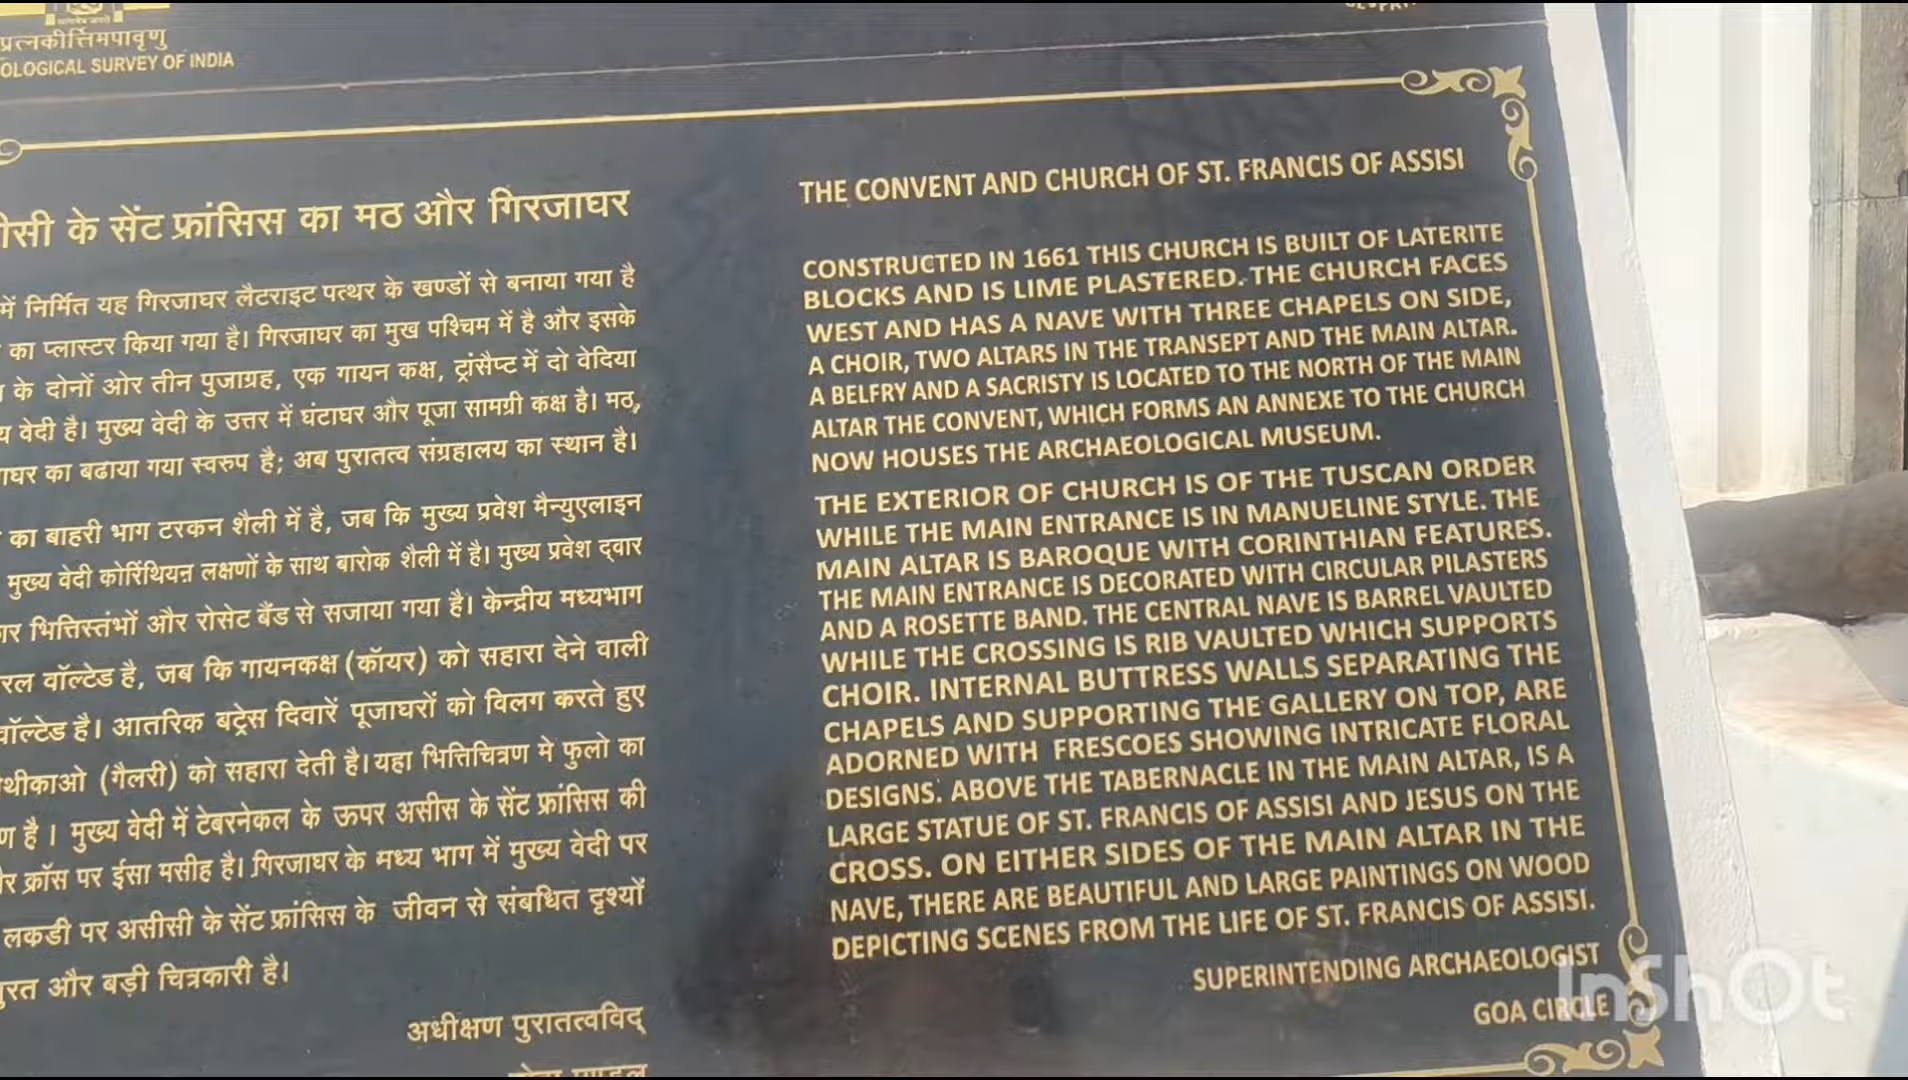 प्रत्नकीर्तिमपावृणु
OLOGICAL SURVEY OF INDIA
के सेंट फ्रांसिस का मठ और गिरजाघर
में निर्मित यह गिरजाघर लैटराइट पत्थर के खण्डों से बनाया गया है
का प्लास्टर किया गया है। गिरजाघर का मुख पश्चिम में है और इसके
के दोनों ओर तीन पुजाग्रह, एक गायन कक्ष, ट्रांसैप्ट में दो वेदिया
वेदी है। मुख्य वेदी के उत्तर में घंटाघर और पूजा सामग्री कक्ष है। मठ,
का बढाया गया स्वरुप है; अब पुरातत्व संग्रहालय का स्थान है।
का बाहरी भाग टरकन शैली में है, जब कि मुख्य प्रवेश मैन्युएलाइन
मुख्य वेदी कोर्रिथियऩ लक्षणों के साथ बारोक शैली में है। मुख्य प्रवेश द्वार
भित्तिस्तंभों और रोसेट बैंड से सजाया गया है। केन्द्रीय मध्यभाग
वॉल्टेड है, जब कि गायनकक्ष (कॉयर) को सहारा देने वाली
वॉल्टेड है। आतरिक बट्रेस दिवारें पूजाघरों को विलग करते हुए
(गैलरी) को सहारा देती है।यहा भित्तिचित्रण मे फुलो का
है । मुख्य वेदी में टेबरनेकल के ऊपर असीस के सेंट फ्रांसिस की
क्रॉस पर ईसा मसीह है। गिरजाघर के मध्य भाग में मुख्य वेदी पर
लकडी पर असीसी के सेंट फ्रांसिस के जीवन से संबधित दृश्यों
और बड़ी चित्रकारी है।
अधीक्षण पुरातत्वविद्
THE CONVENT AND CHURCH OF ST. FRANCIS OF ASSISI
CONSTRUCTED IN 1661 THIS CHURCH IS BUILT OF LATERITE
BLOCKS AND IS LIME PLASTERED. THE CHURCH FACES
WEST AND HAS A NAVE WITH THREE CHAPELS ON SIDE,
A CHOIR, TWO ALTARS IN THE TRANSEPT AND THE MAIN ALTAR.
A BELFRY AND A SACRISTY IS LOCATED TO THE NORTH OF THE MAIN
ALTAR THE CONVENT, WHICH FORMS AN ANNEXE TO THE CHURCH
NOW HOUSES THE ARCHAEOLOGICAL MUSEUM.
THE EXTERIOR OF CHURCH IS OF THE TUSCAN ORDER
WHILE THE MAIN ENTRANCE IS IN MANUELINE STYLE. THE
MAIN ALTAR IS BAROQUE WITH CORINTHIAN FEATURES.
THE MAIN ENTRANCE IS DECORATED WITH CIRCULAR PILASTERS
AND A ROSETTE BAND. THE CENTRAL NAVE IS BARREL VAULTED
WHILE THE CROSSING IS RIB VAULTED WHICH SUPPORTS
CHOIR. INTERNAL BUTTRESS WALLS SEPARATING THE
CHAPELS AND SUPPORTING THE GALLERY ON TOP, ARE
ADORNED WITH FRESCOES SHOWING INTRICATE FLORAL
DESIGNS. ABOVE THE TABERNACLE IN THE MAIN ALTAR, IS A
LARGE STATUE OF ST. FRANCIS OF ASSISI AND JESUS ON THE
CROSS. ON EITHER SIDES OF THE MAIN ALTAR IN THE
NAVE, THERE ARE BEAUTIFUL AND LARGE PAINTINGS ON WOOD
DEPICTING SCENES FROM THE LIFE OF ST. FRANCIS OF ASSISI.
SUPERINTENDING ARCHAEOLOGIST
GOA CIRCLE
InShOt